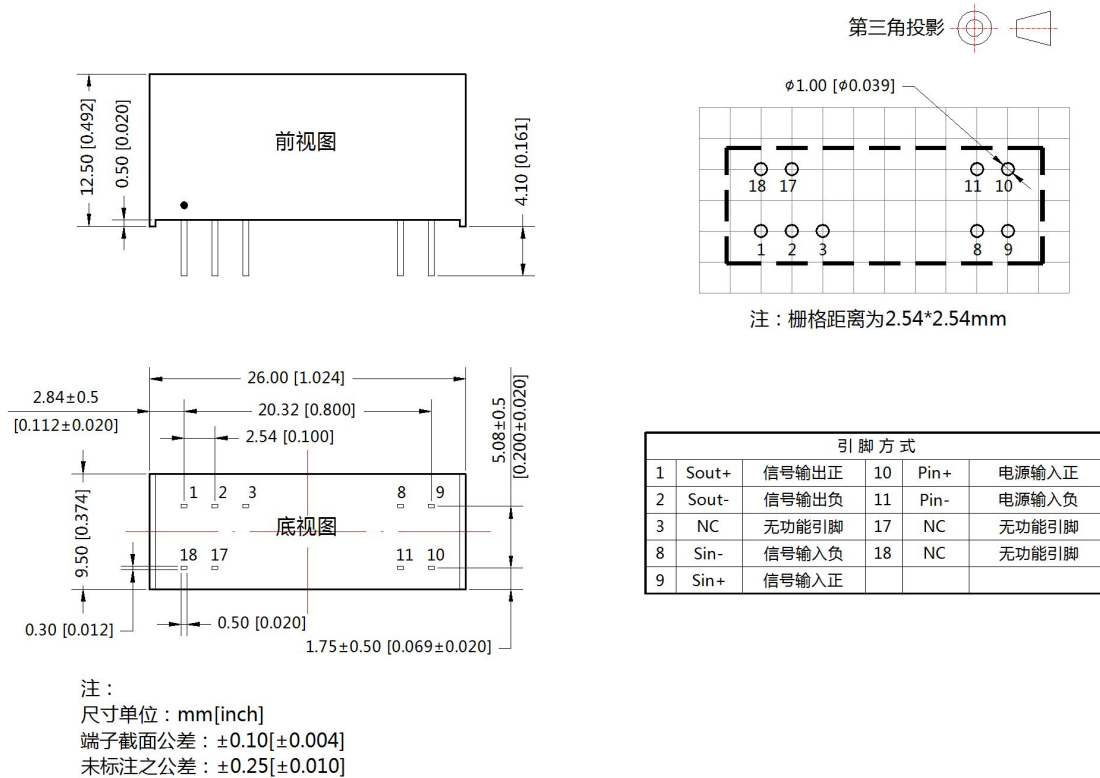 第三角投影
12.50 [0.492]
0.50 [0.020]
前视图
4.10 [0.161]
ϕ1.00 [ϕ0.039]
18 17 11 10
1 2 3 8 9
注：栅格距离为2.54*2.54mm
26.00 [1.024]
2.84±0.5
[0.112±0.020]
20.32 [0.800]
2.54 [0.100]
5.08±0.5
[0.200±0.020]
9.50 [0.374]
1 2 3 8 9
底视图
18 17 11 10
0.30 [0.012]
0.50 [0.020]
1.75±0.50 [0.069±0.020]
引脚方式
1 Sout+ 信号输出正 10 Pin+ 电源输入正
2 Sout- 信号输出负 11 Pin- 电源输入负
3 NC 无功能引脚 17 NC 无功能引脚
8 Sin- 信号输入负 18 NC 无功能引脚
9 Sin+ 信号输入正
注：
尺寸单位：mm[inch]
端子截面公差：±0.10[±0.004]
未标注之公差：±0.25[±0.010]